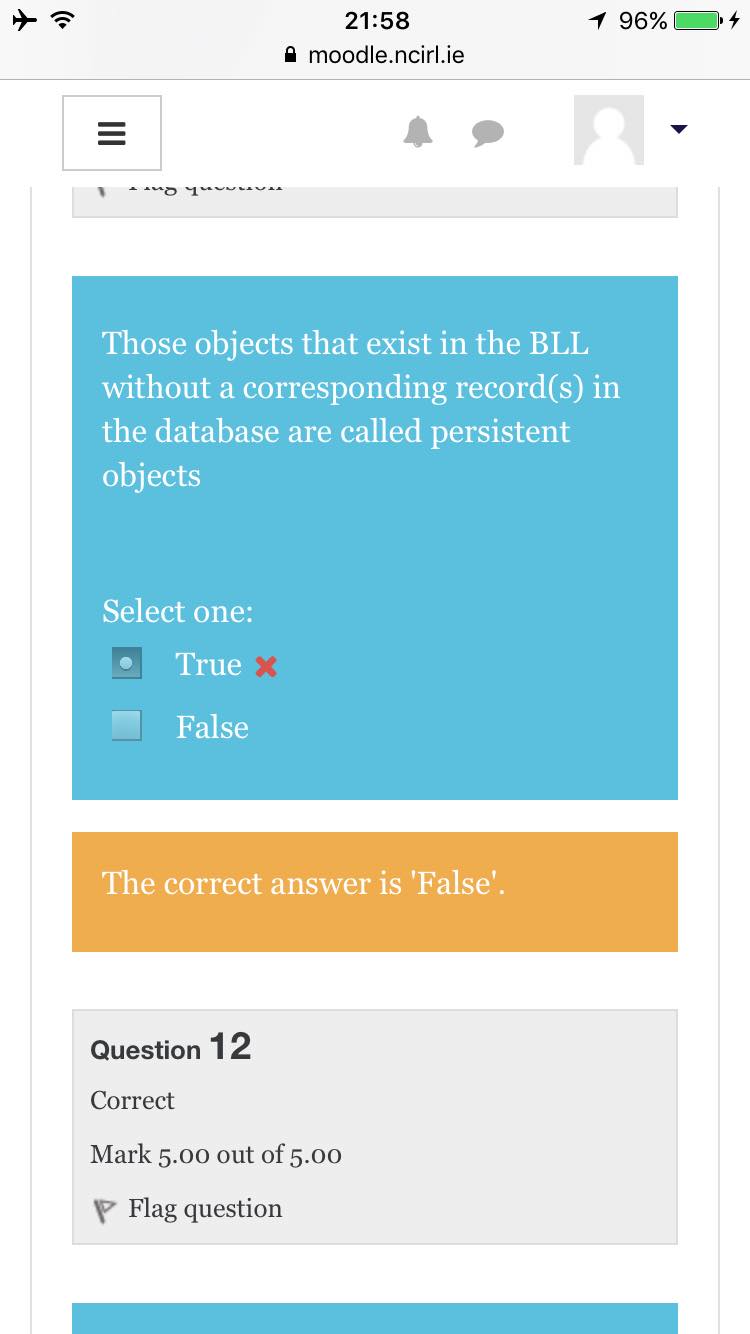 21:58
96%
moodle.ncirl.ie
Flag question
Those objects that exist in the BLL
without a corresponding record(s) in
the database are called persistent
objects
Select one:
True
False
The correct answer is 'False'.
Question 12
Correct
Mark 5.00 out of 5.00
Flag question